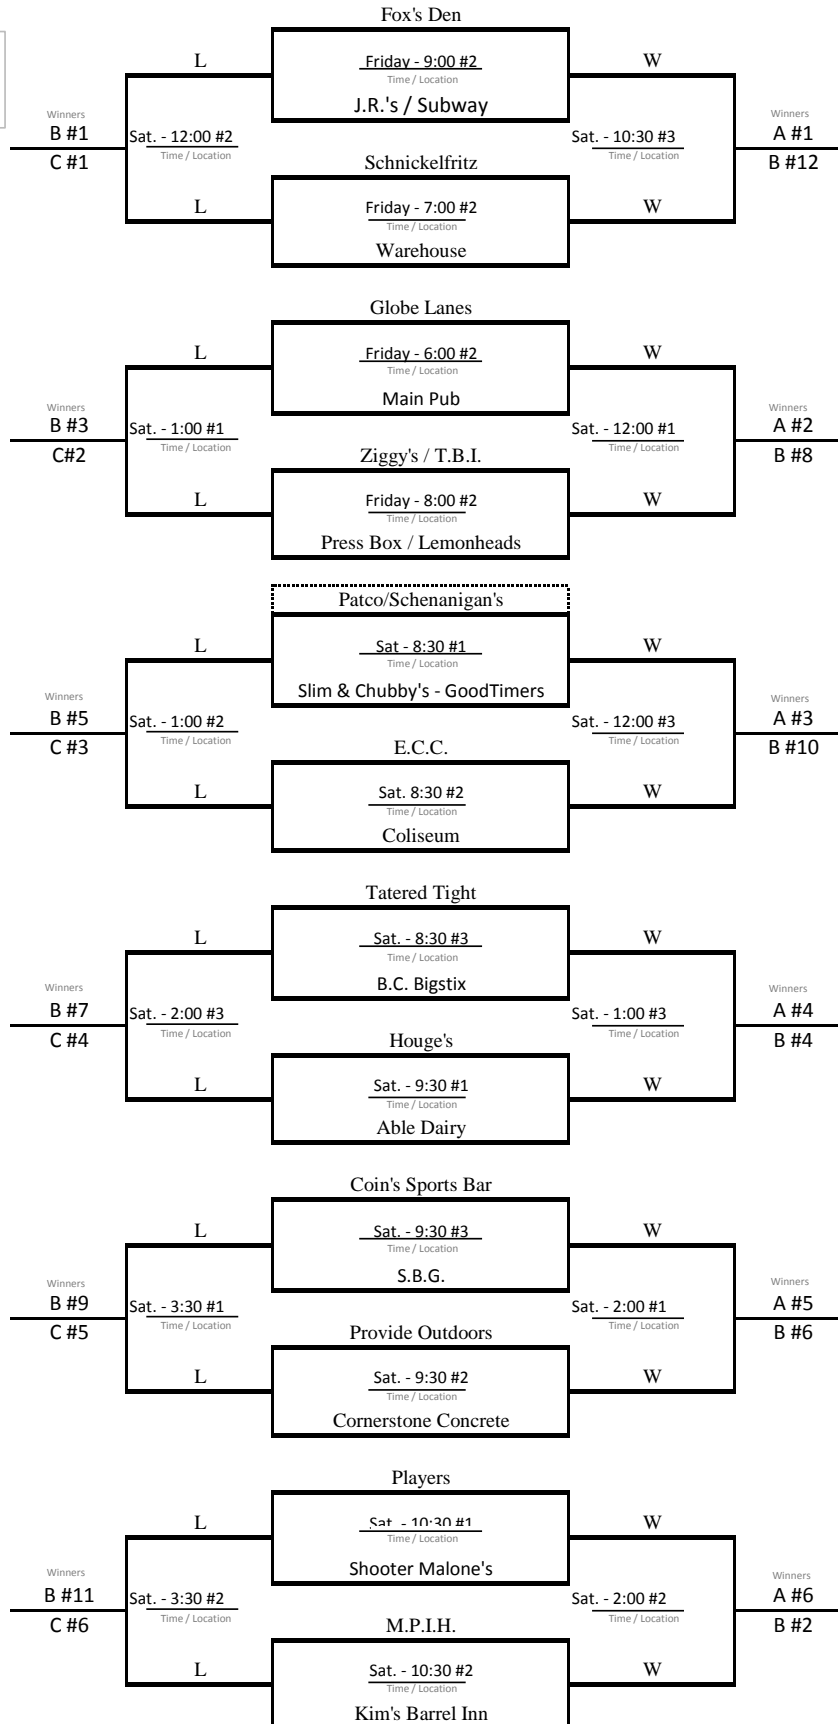 Fox's Den
L
Friday - 9:00 #2
W
Time / Location
J.R.'s / Subway
Winners
Winners
B #1
Sat. - 12:00 #2
Sat. - 10:30 #3
A #1
Time / Location
Time / Location
C #1
B #12
Schnickelfritz
L
Friday - 7:00 #2
W
Time / Location
Warehouse
Globe Lanes
L
Friday - 6:00 #2
W
Time / Location
Main Pub
Winners
Winners
B #3
Sat. - 1:00 #1
Sat. - 12:00 #1
A #2
Time / Location
Time / Location
C#2
B #8
Ziggy's / T.B.I.
L
Friday - 8:00 #2
W
Time / Location
Press Box / Lemonheads
Patco/Schenanigan's
L
Sat - 8:30 #1
W
Time / Location
Slim & Chubby's - GoodTimers
Winners
Winners
B #5
Sat. - 1:00 #2
Sat. - 12:00 #3
A #3
Time / Location
Time / Location
C #3
B #10
E.C.C.
L
Sat. 8:30 #2
W
Time / Location
Coliseum
Tatered Tight
L
Sat. - 8:30 #3
W
Time / Location
B.C. Bigstix
Winners
Winners
B #7
Sat. - 2:00 #3
Sat. - 1:00 #3
A #4
Time / Location
Time / Location
C #4
B #4
Houge's
L
Sat. - 9:30 #1
W
Time / Location
Able Dairy
Coin's Sports Bar
L
Sat. - 9:30 #3
W
Time / Location
S.B.G.
Winners
Winners
B #9
Sat. - 3:30 #1
Sat. - 2:00 #1
A #5
Time / Location
Time / Location
C #5
B #6
Provide Outdoors
L
Sat. - 9:30 #2
W
Time / Location
Cornerstone Concrete
Players
L
Sat. - 10:30 #1
W
Time / Location
Shooter Malone's
Winners
Winners
B #11
Sat. - 3:30 #2
Sat. - 2:00 #2
A #6
Time / Location
Time / Location
C #6
B #2
M.P.I.H.
L
Sat. - 10:30 #2
W
Time / Location
Kim's Barrel Inn